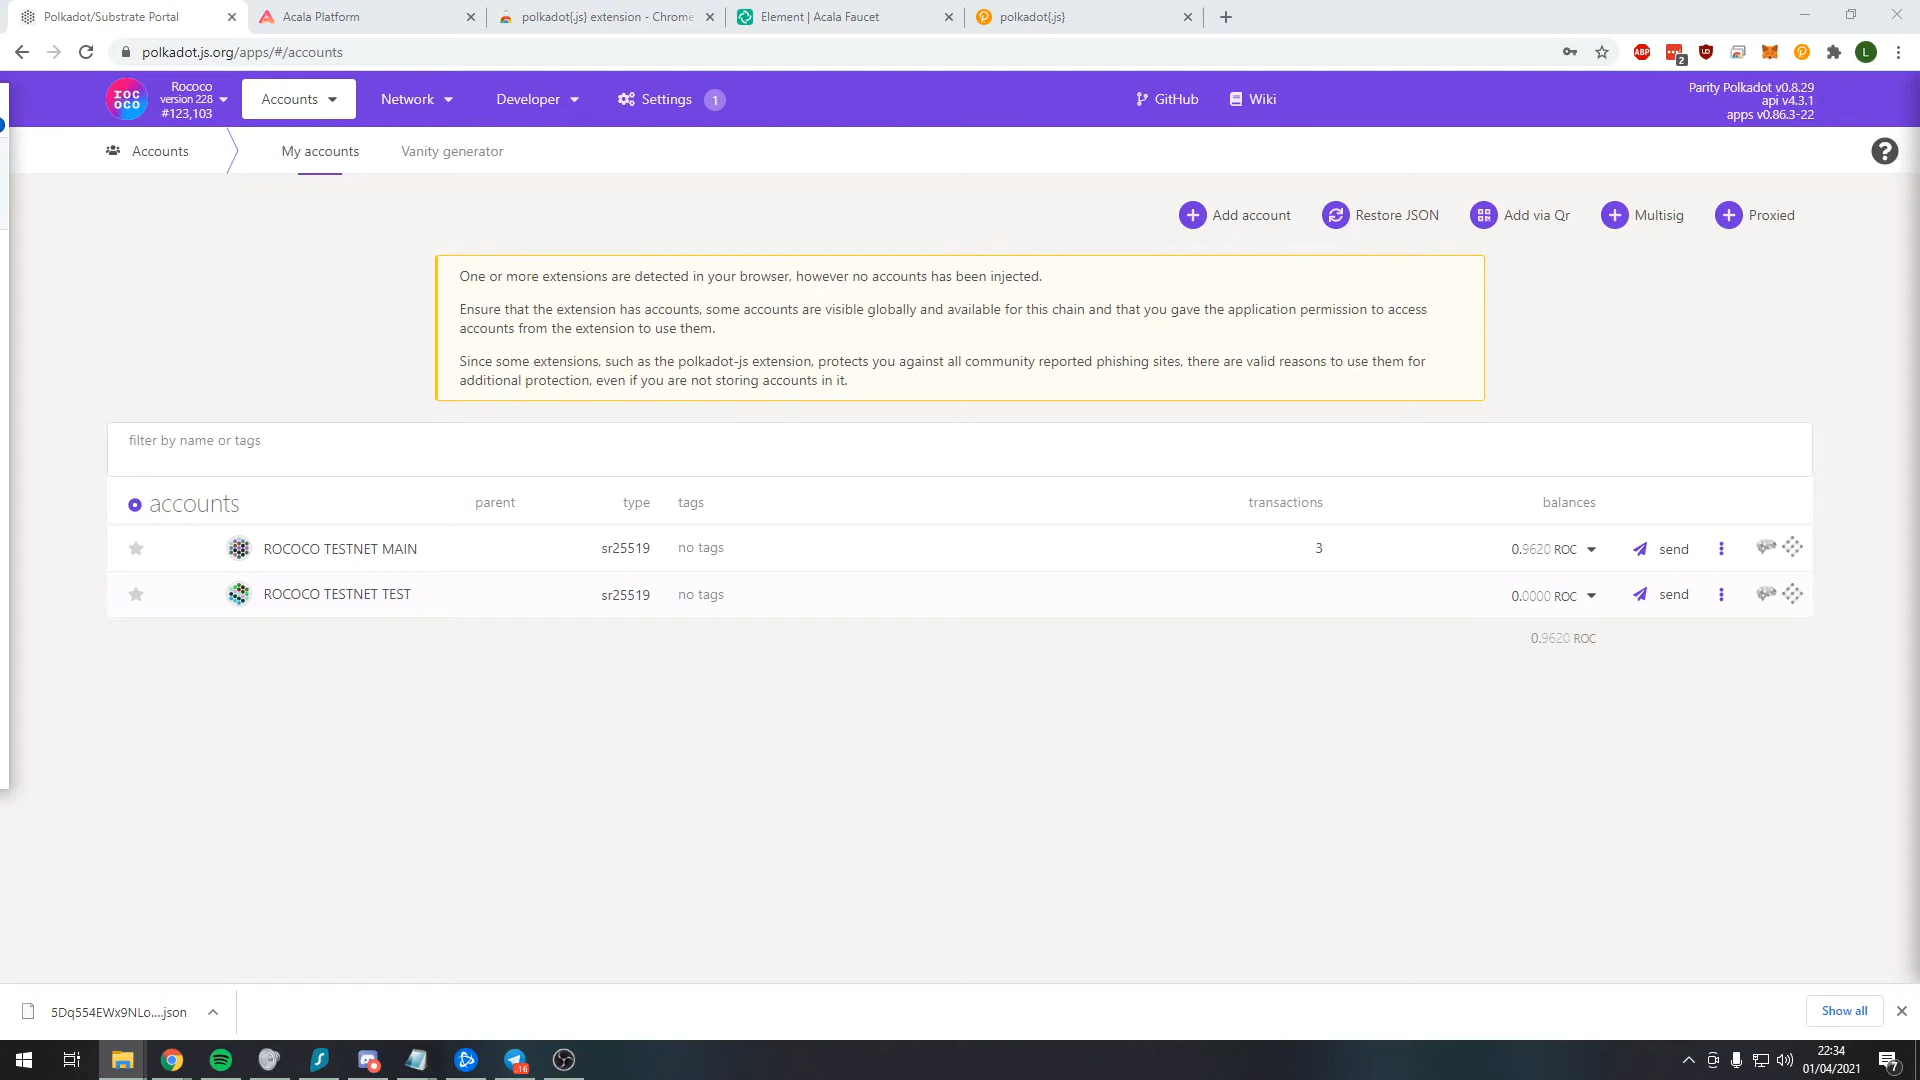 Polkadot/Substrate Portal
Acala Platform
polkadot{.js} extension - Chrome
Element | Acala Faucet
polkadot{.js}
polkadot.js.org/apps/#/accounts
ABP
2
L
ROC
OCO
Rococo
version 228
#123,103
Accounts
Network
Developer
Settings
1
GitHub
Wiki
Parity Polkadot v0.8.29
api v4.3.1
apps v0.86.3-22
Accounts
My accounts
Vanity generator
?
Add account
Restore JSON
Add via Qr
Multisig
Proxied
One or more extensions are detected in your browser, however no accounts has been injected.
Ensure that the extension has accounts, some accounts are visible globally and available for this chain and that you gave the application permission to access
accounts from the extension to use them.
Since some extensions, such as the polkadot-js extension, protects you against all community reported phishing sites, there are valid reasons to use them for
additional protection, even if you are not storing accounts in it.
filter by name or tags
accounts parent type tags transactions balances
ROCOCO TESTNET MAIN sr25519 no tags 3 0.9620 ROC send
ROCOCO TESTNET TEST sr25519 no tags 0.0000 ROC send
0.9620 ROC
5Dq554EWx9NLo....json
Show all
16
22:34
01/04/2021
7